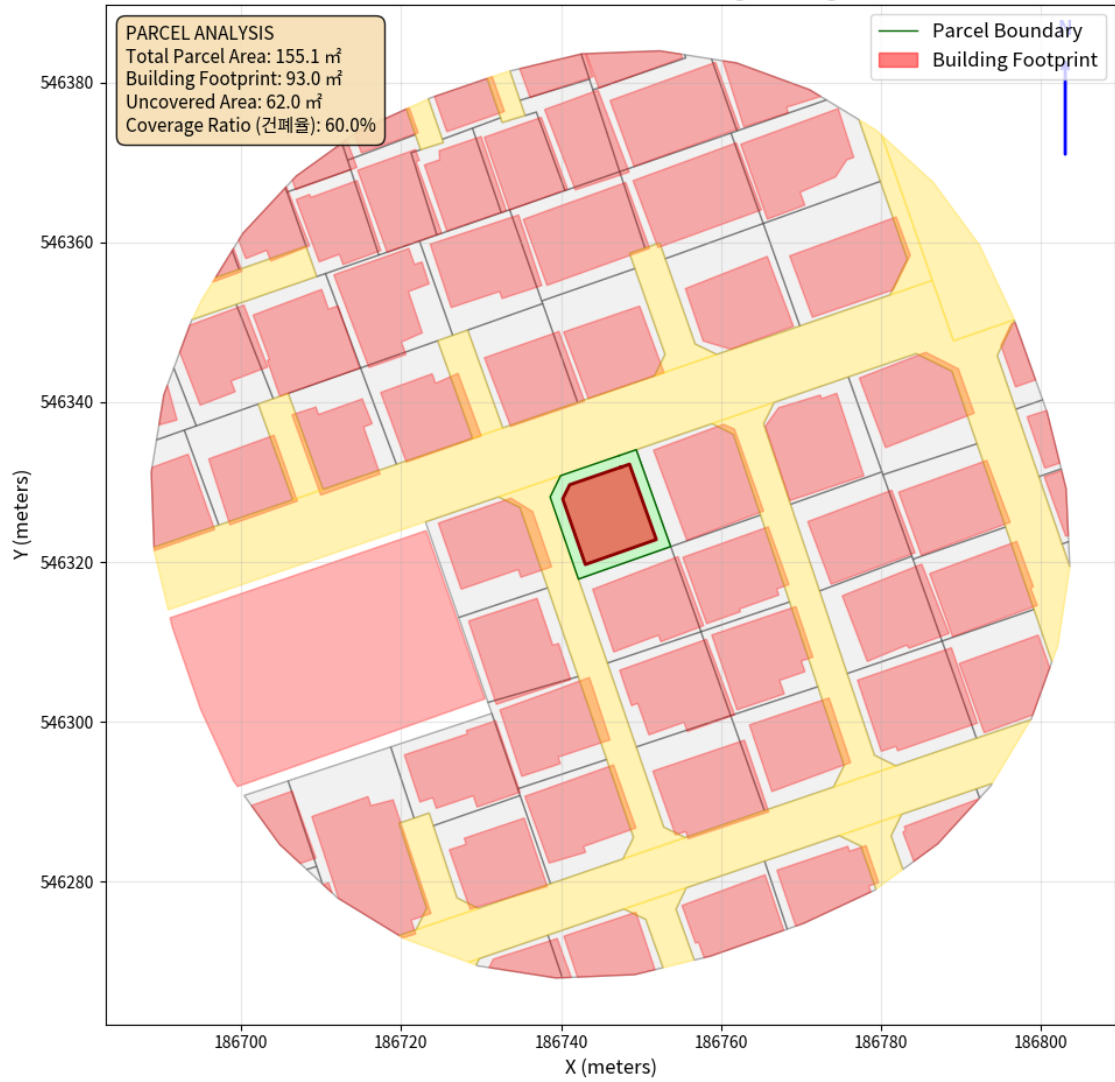 PARCEL ANALYSIS
Total Parcel Area: 155.1 ㎡
Building Footprint: 93.0 ㎡
Uncovered Area: 62.0 ㎡
Coverage Ratio (건폐율): 60.0%
N
Parcel Boundary
Building Footprint
546380
546360
546340
546320
546300
546280
Y (meters)
186700
186720
186740
186760
186780
186800
X (meters)